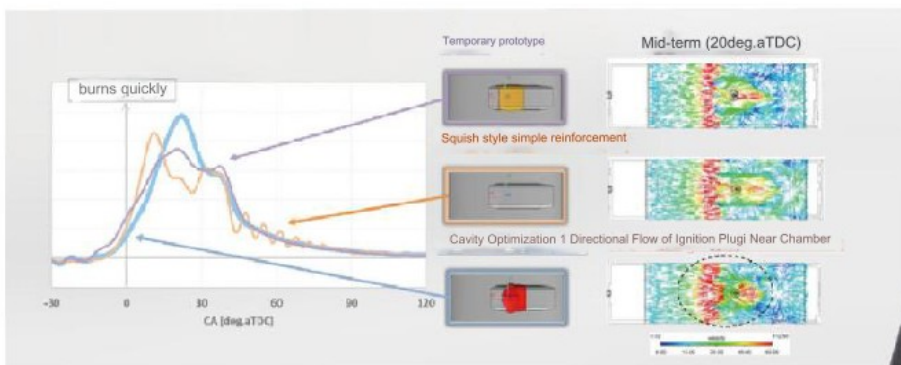 Temporary prototype
Mid-term (20deg.aTDC)
burns quickly
Squish style simple reinforcement
Cavity Optimization 1 Directional Flow of Ignition Plugi Near Chamber
-30 0 30 60 90 120
CA [deg.aTDC]